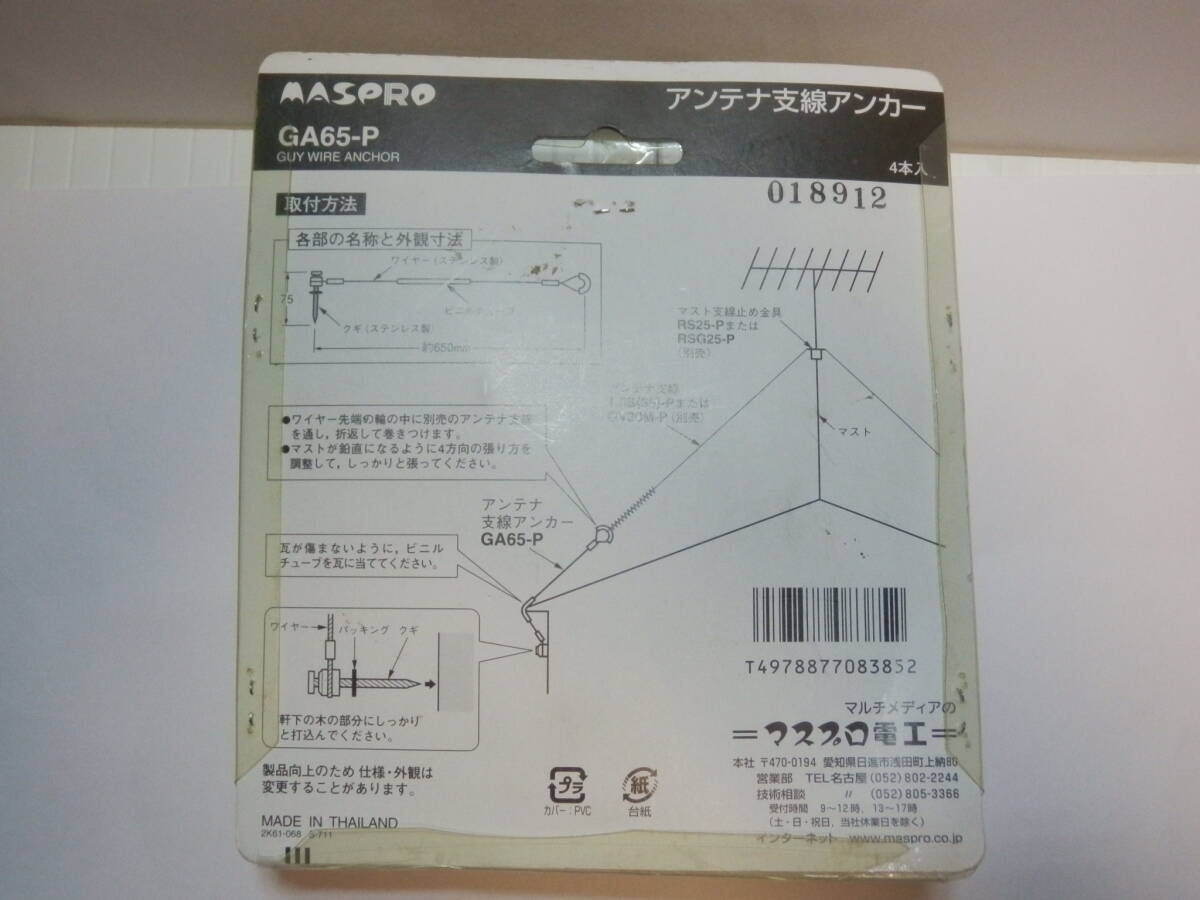 MASPRO
アンテナ支線アンカー
GA65-P
GUY WIRE ANCHOR
4本入
018912
取付方法
各部の名称と外観寸法
ワイヤー(ステンレス製)
75
ビニルチューブ
クギ(ステンレス製)
約650mm
マスト支線止め金具
RS25-Pまたは
RSG25-P
(別売)
アンテナ支線
または
GW20M-P(別売)
マスト
●ワイヤー先端の輪の中に別売のアンテナ支線
を通し,折返して巻きつけます。
●マストが鉛直になるように4方向の張り方を
調整して,しっかりと張ってください。
アンテナ
支線アンカー
GA65-P
瓦が傷まないように,ビニル
チューブを瓦に当ててください。
ワイヤー
パッキング
クギ
軒下の木の部分にしっかり
と打込んでください。
T4978877083852
製品向上のため 仕様・外観は
変更することがあります。
MADE IN THAILAND
2K61-068 S-711
プラ
カバー:PVC
紙
台紙
マルチメディアの
=マスプロ電工=
本社 〒470-0194 愛知県日進市浅田町上納80
営業部 TEL名古屋(052)802-2244
技術相談 〃 (052)805-3366
受付時間 9〜12時,13〜17時
(土・日・祝日,当社休業日を除く)
インターネット www.maspro.co.jp